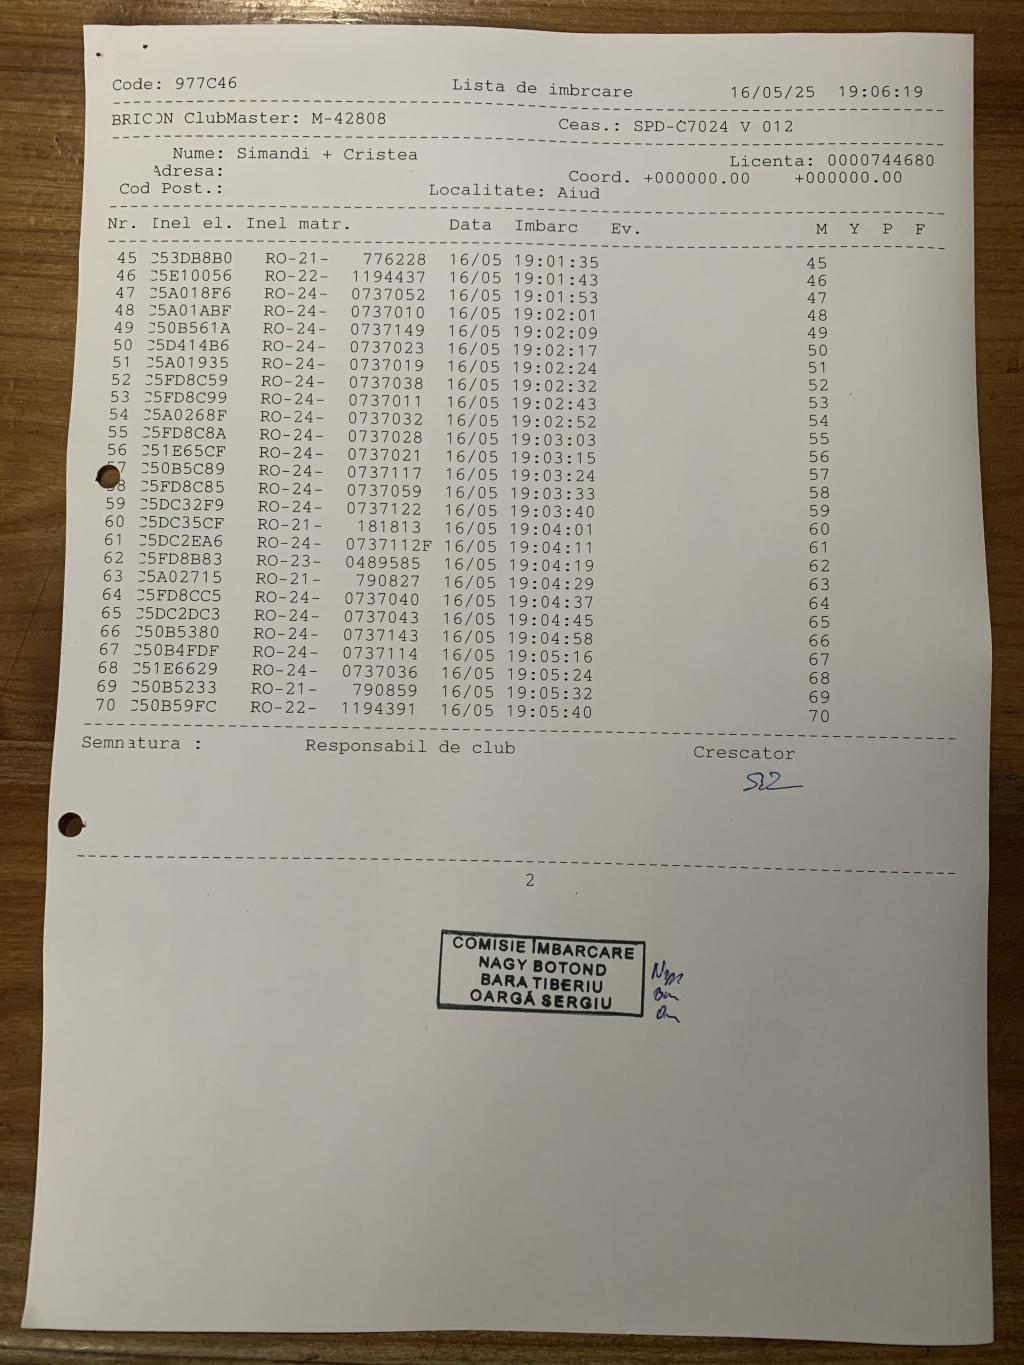 Code: 977C46 Lista de imbrcare 16/05/25 19:06:19
BRICON ClubMaster: M-42808 Ceas.: SPD-C7024 V 012
Nume: Simandi + Cristea Licenta: 0000744680
Adresa: Coord. +000000.00 +000000.00
Cod Post.: Localitate: Aiud
Nr. Inel el. Inel matr. Data Imbarc Ev. M Y P F
45 C53DB8B0 RO-21- 776228 16/05 19:01:35 45
46 C5E10056 RO-22- 1194437 16/05 19:01:43 46
47 C5A018F6 RO-24- 0737052 16/05 19:01:53 47
48 C5A01ABF RO-24- 0737010 16/05 19:02:01 48
49 C50B561A RO-24- 0737149 16/05 19:02:09 49
50 C5D414B6 RO-24- 0737023 16/05 19:02:17 50
51 C5A01935 RO-24- 0737019 16/05 19:02:24 51
52 C5FD8C59 RO-24- 0737038 16/05 19:02:32 52
53 C5FD8C99 RO-24- 0737011 16/05 19:02:43 53
54 C5A0268F RO-24- 0737032 16/05 19:02:52 54
55 C5FD8C8A RO-24- 0737028 16/05 19:03:03 55
56 C51E65CF RO-24- 0737021 16/05 19:03:15 56
57 C50B5C89 RO-24- 0737117 16/05 19:03:24 57
58 C5FD8C85 RO-24- 0737059 16/05 19:03:33 58
59 C5DC32F9 RO-24- 0737122 16/05 19:03:40 59
60 C5DC35CF RO-21- 181813 16/05 19:04:01 60
61 C5DC2EA6 RO-24- 0737112F 16/05 19:04:11 61
62 C5FD8B83 RO-23- 0489585 16/05 19:04:19 62
63 C5A02715 RO-21- 790827 16/05 19:04:29 63
64 C5FD8CC5 RO-24- 0737040 16/05 19:04:37 64
65 C5DC2DC3 RO-24- 0737043 16/05 19:04:45 65
66 C50B5380 RO-24- 0737143 16/05 19:04:58 66
67 C50B4FDF RO-24- 0737114 16/05 19:05:16 67
68 C51E6629 RO-24- 0737036 16/05 19:05:24 68
69 C50B5233 RO-21- 790859 16/05 19:05:32 69
70 C50B59FC RO-22- 1194391 16/05 19:05:40 70
Semnatura : Responsabil de club Crescator
2
COMISIE ÎMBARCARE
NAGY BOTOND
BARA TIBERIU
OARGĂ SERGIU